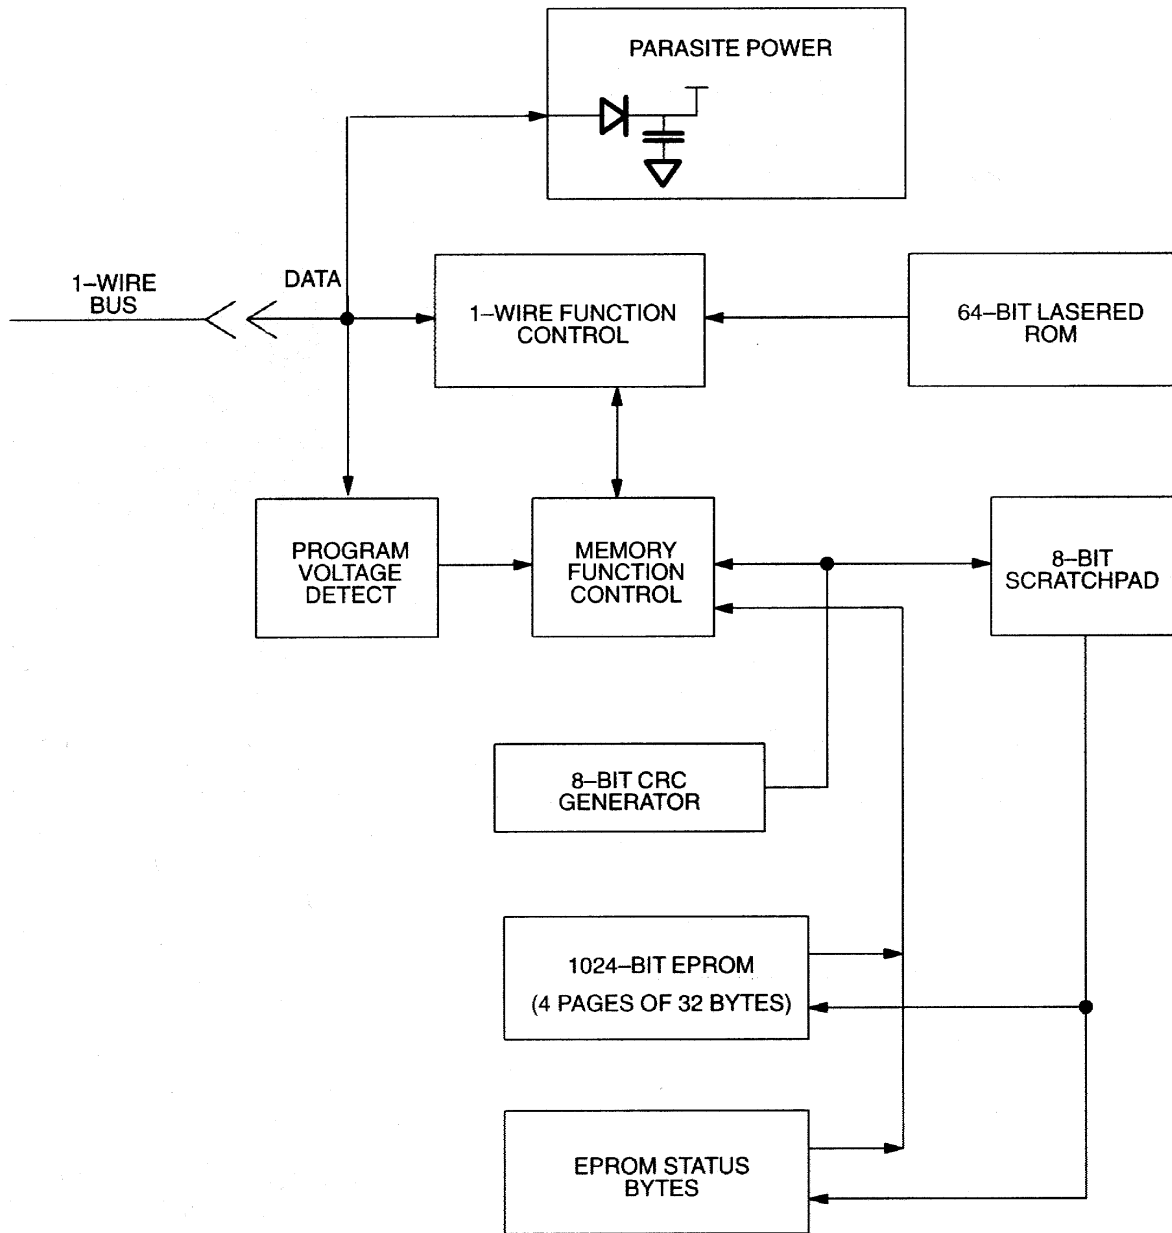 PARASITE POWER
1–WIRE
BUS
DATA
1–WIRE FUNCTION
CONTROL
64–BIT LASERED
ROM
PROGRAM
VOLTAGE
DETECT
MEMORY
FUNCTION
CONTROL
8–BIT
SCRATCHPAD
8–BIT CRC
GENERATOR
1024–BIT EPROM
(4 PAGES OF 32 BYTES)
EPROM STATUS
BYTES